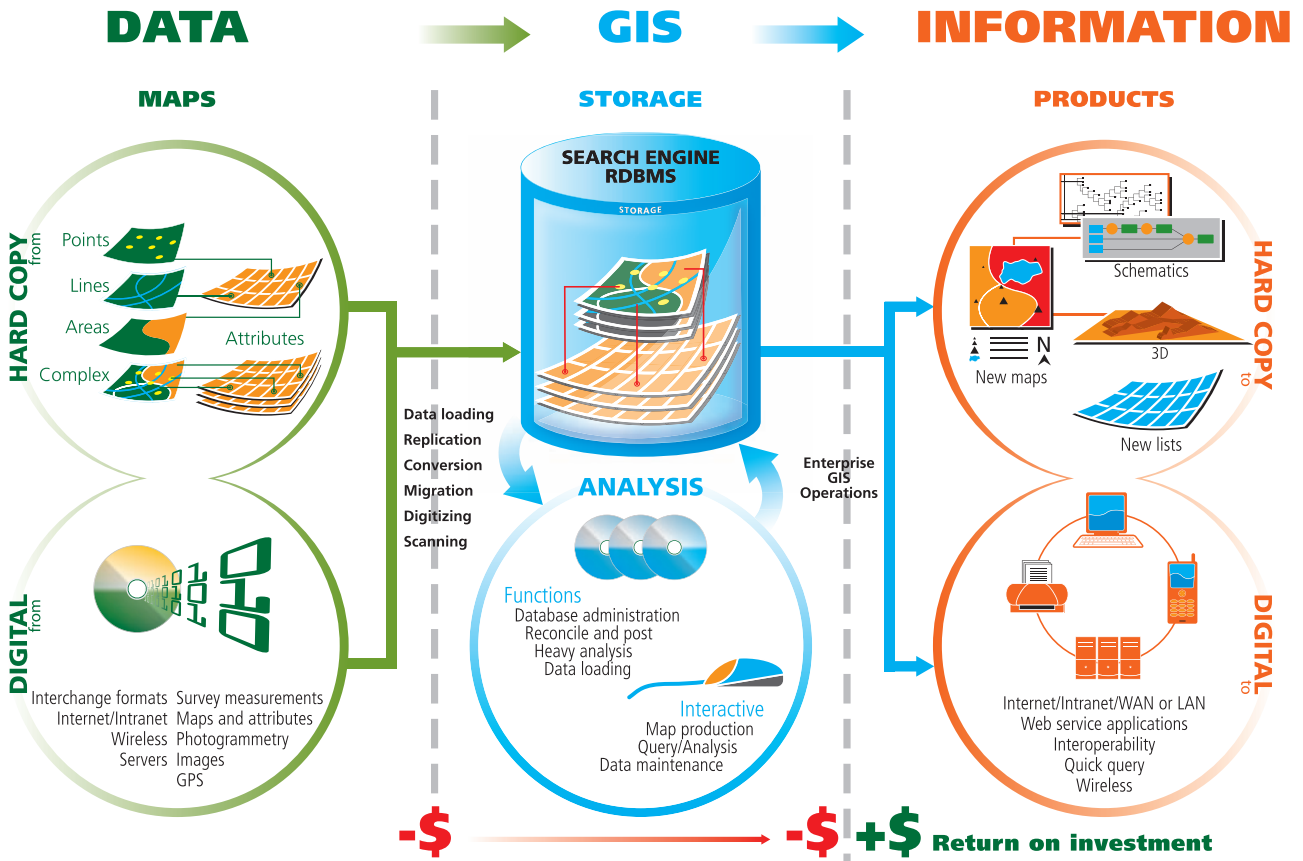 DATA
GIS
INFORMATION
MAPS
STORAGE
PRODUCTS
HARD COPY
from
Points
Lines
Areas
Attributes
Complex
DIGITAL
from
Interchange formats
Internet/Intranet
Wireless
Servers
Survey measurements
Maps and attributes
Photogrammetry
Images
GPS
Data loading
Replication
Conversion
Migration
Digitizing
Scanning
SEARCH ENGINE
RDBMS
STORAGE
ANALYSIS
Functions
Database administration
Reconcile and post
Heavy analysis
Data loading
Interactive
Map production
Query/Analysis
Data maintenance
Enterprise
GIS
Operations
HARD COPY
to
Schematics
N
New maps
3D
New lists
DIGITAL
to
Internet/Intranet/WAN or LAN
Web service applications
Interoperability
Quick query
Wireless
-$
-$
+$ Return on investment